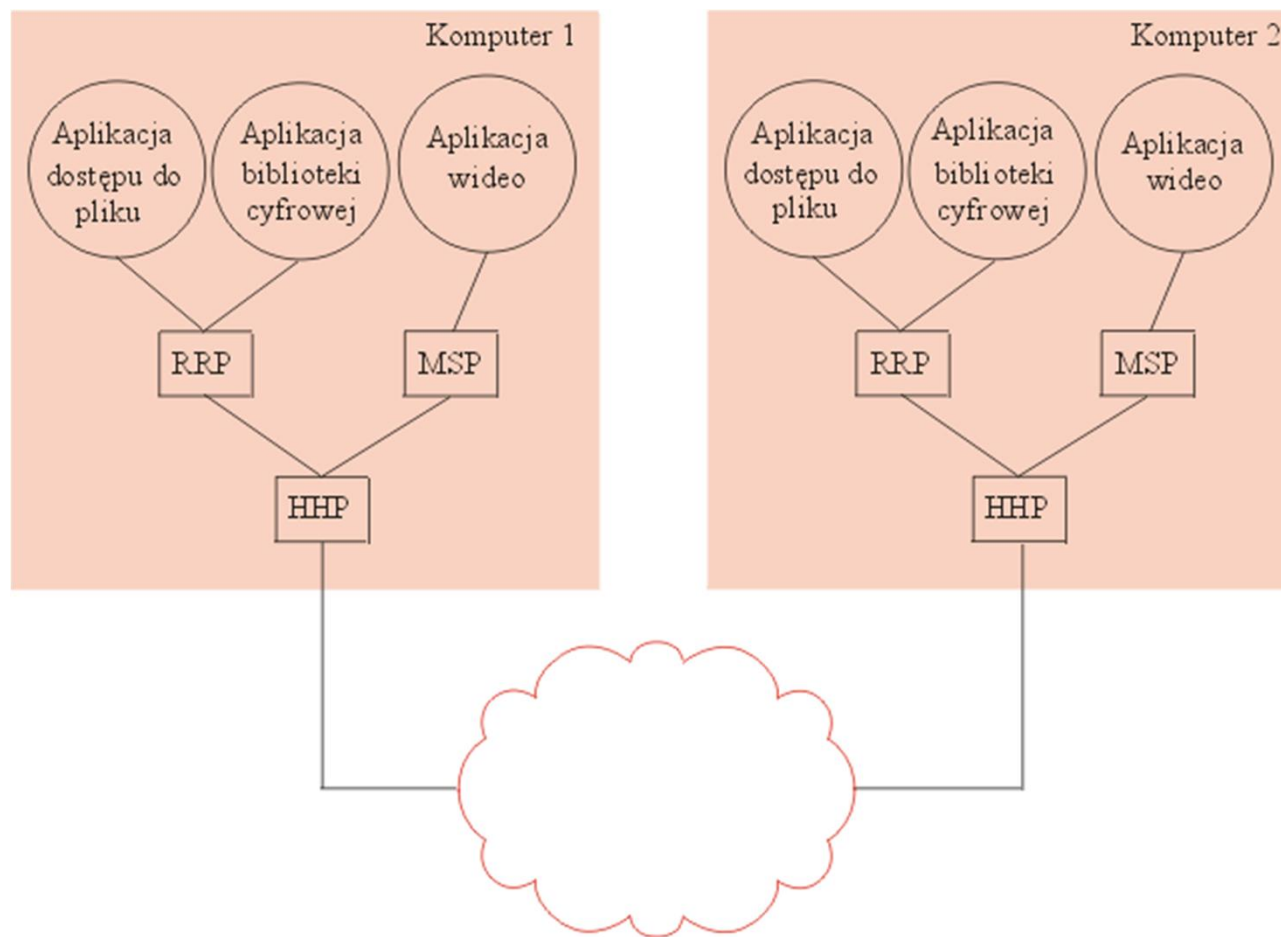 Komputer 1
Aplikacja
dostępu do
pliku
Aplikacja
biblioteki
cyfrowej
Aplikacja
wideo
RRP
MSP
HHP
Komputer 2
Aplikacja
dostępu do
pliku
Aplikacja
biblioteki
cyfrowej
Aplikacja
wideo
RRP
MSP
HHP